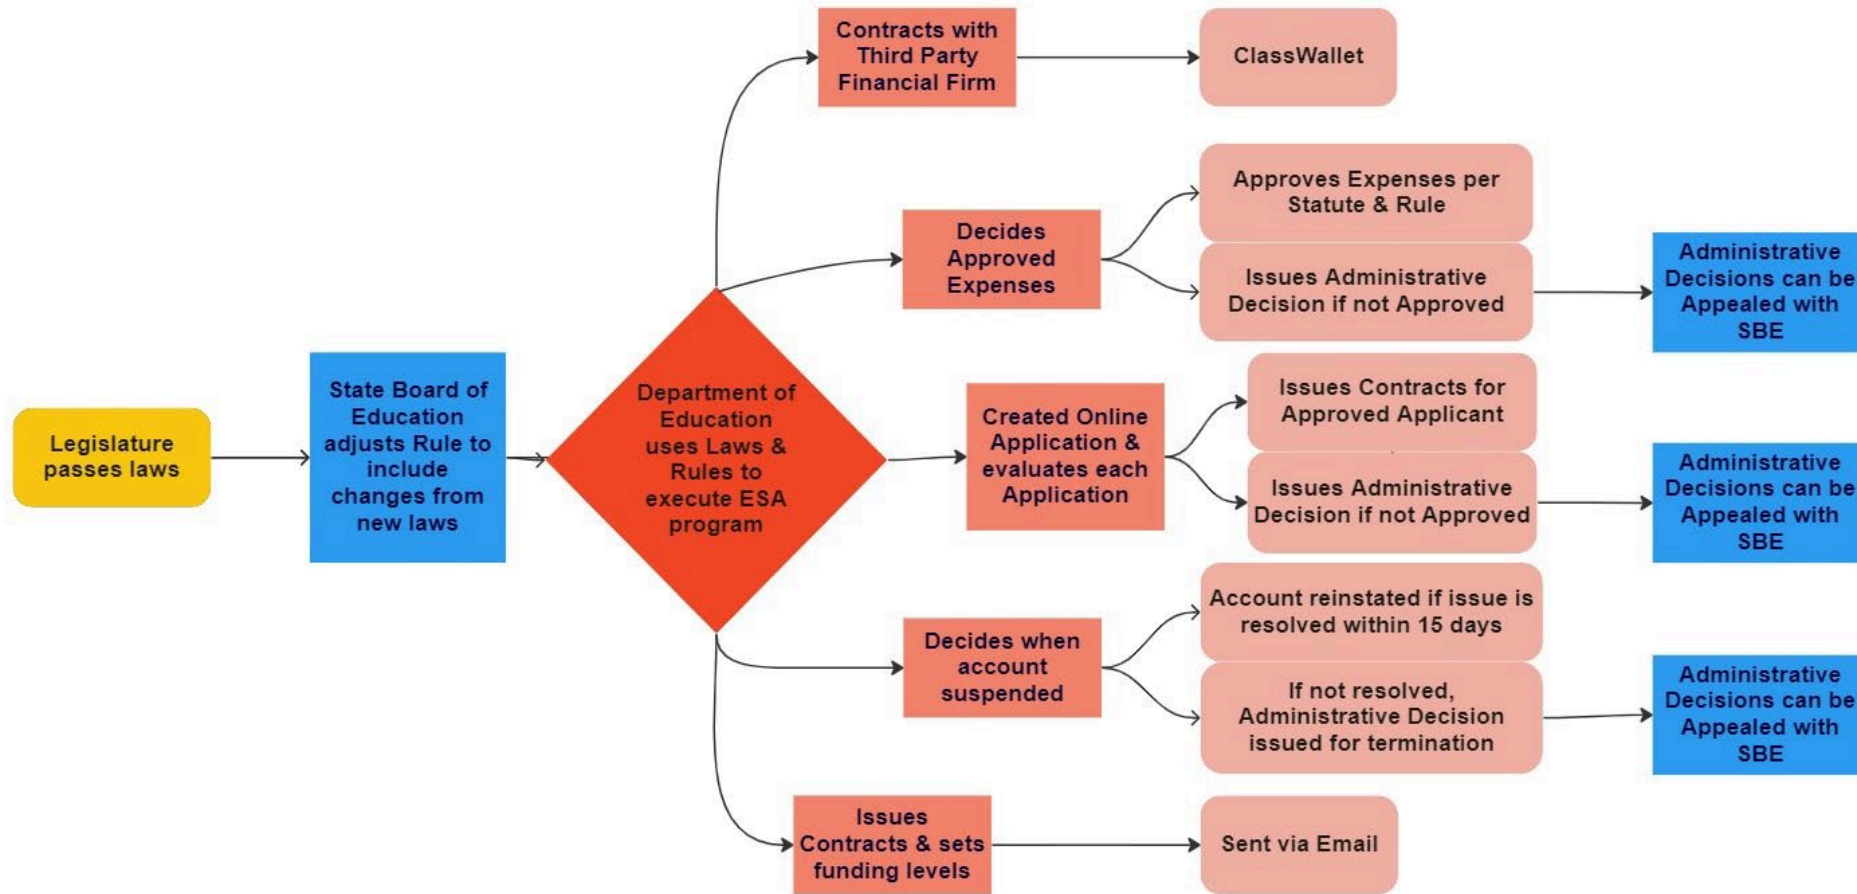 Legislature
passes laws
State Board of
Education
adjusts Rule to
include
changes from
new laws
Department of
Education
uses Laws &
Rules to
execute ESA
program
Contracts with
Third Party
Financial Firm
ClassWallet
Decides
Approved
Expenses
Approves Expenses per
Statute & Rule
Issues Administrative
Decision if not Approved
Administrative
Decisions can be
Appealed with
SBE
Created Online
Application &
evaluates each
Application
Issues Contracts for
Approved Applicant
Issues Administrative
Decision if not Approved
Administrative
Decisions can be
Appealed with
SBE
Decides when
account
suspended
Account reinstated if issue is
resolved within 15 days
If not resolved,
Administrative Decision
issued for termination
Administrative
Decisions can be
Appealed with
SBE
Issues
Contracts & sets
funding levels
Sent via Email